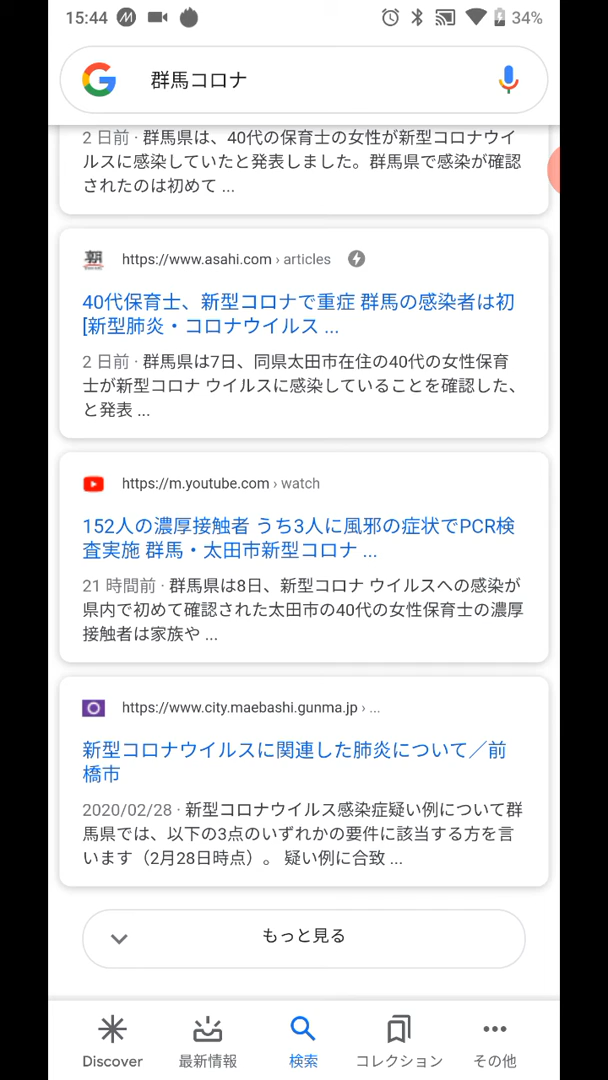 15:44
34%
群馬コロナ
2 日前 · 群馬県は、40代の保育士の女性が新型コロナウイ
ルスに感染していたと発表しました。群馬県で感染が確認
されたのは初めて ...
https://www.asahi.com › articles
40代保育士、新型コロナで重症 群馬の感染者は初
[新型肺炎・コロナウイルス ...
2 日前 · 群馬県は7日、同県太田市在住の40代の女性保育
士が新型コロナ ウイルスに感染していることを確認した、
と発表 ...
https://m.youtube.com › watch
152人の濃厚接触者 うち3人に風邪の症状でPCR検
査実施 群馬・太田市新型コロナ ...
21 時間前 · 群馬県は8日、新型コロナ ウイルスへの感染が
県内で初めて確認された太田市の40代の女性保育士の濃厚
接触者は家族や ...
https://www.city.maebashi.gunma.jp › ...
新型コロナウイルスに関連した肺炎について／前
橋市
2020/02/28 · 新型コロナウイルス感染症疑い例について群
馬県では、以下の3点のいずれかの要件に該当する方を言
います（2月28日時点）。 疑い例に合致 ...
もっと見る
Discover
最新情報
検索
コレクション
その他